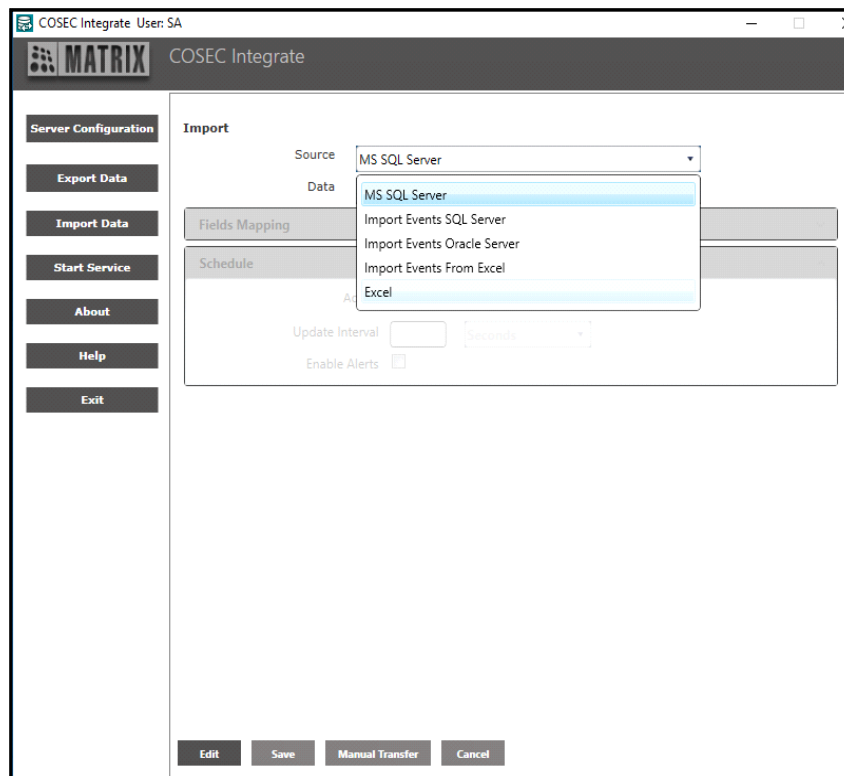 COSEC Integrate User: SA
MATRIX
COSEC Integrate
Server Configuration
Export Data
Import Data
Start Service
About
Help
Exit
Import
Source
MS SQL Server
Data
MS SQL Server
Import Events SQL Server
Import Events Oracle Server
Import Events From Excel
Excel
Fields Mapping
Schedule
Update Interval
Seconds
Enable Alerts
Edit
Save
Manual Transfer
Cancel